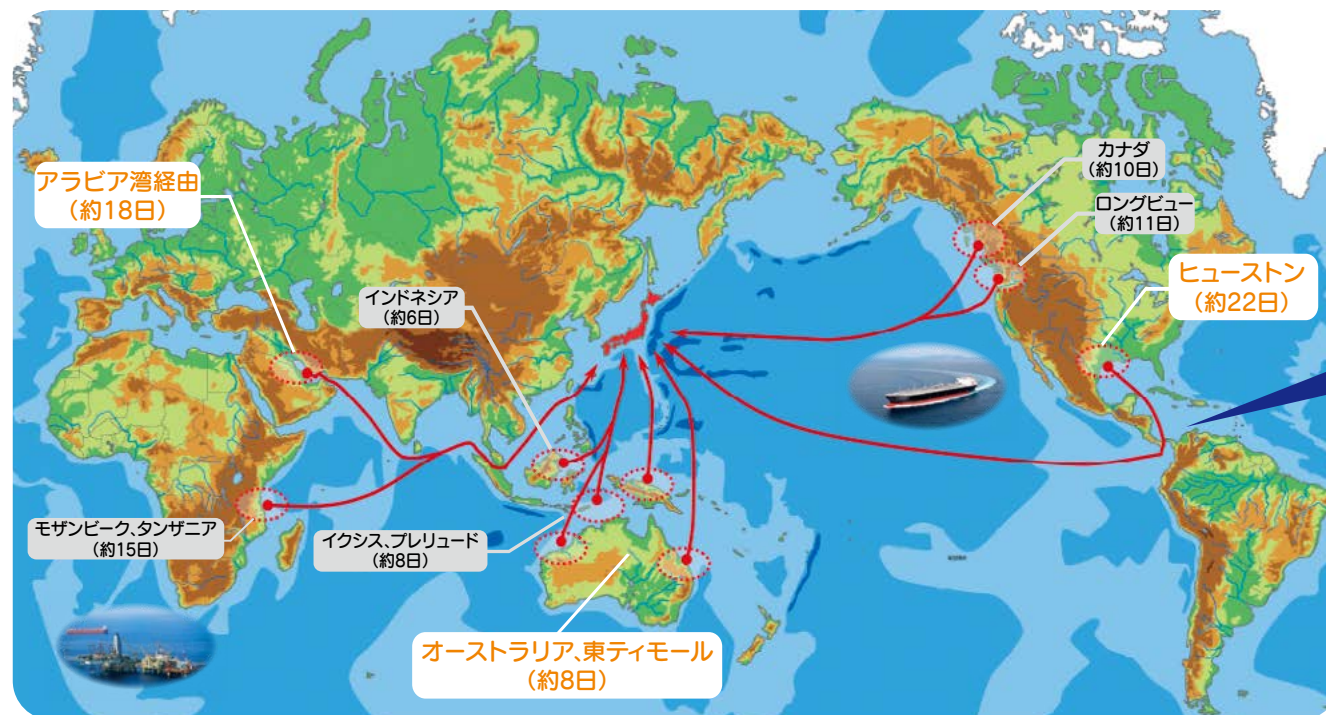 カナダ
(約10日)
ロングビュー
(約11日)
アラビア湾経由
(約18日)
ヒューストン
(約22日)
インドネシア
(約6日)
モザンビーク、タンザニア
(約15日)
イクシス、プレリュード
(約8日)
オーストラリア、東ティモール
(約8日)